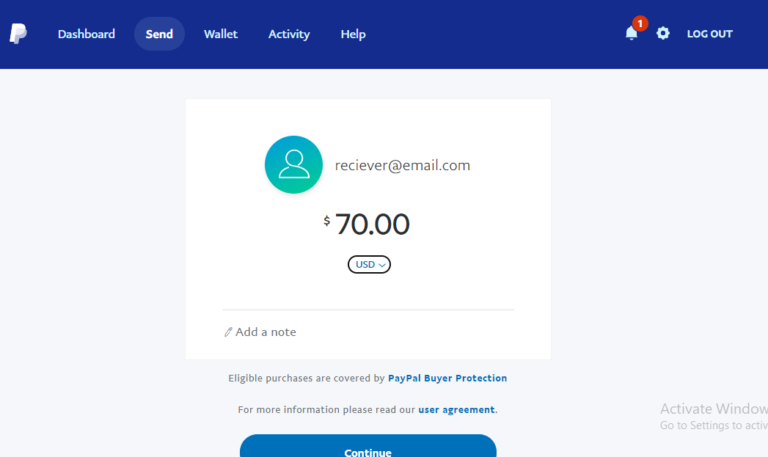 Dashboard Send Wallet Activity Help 1 LOG OUT
reciever@email.com
$ 70.00
USD
Add a note
Eligible purchases are covered by PayPal Buyer Protection
For more information please read our user agreement.
Activate Window
Go to Settings to activ
Continue